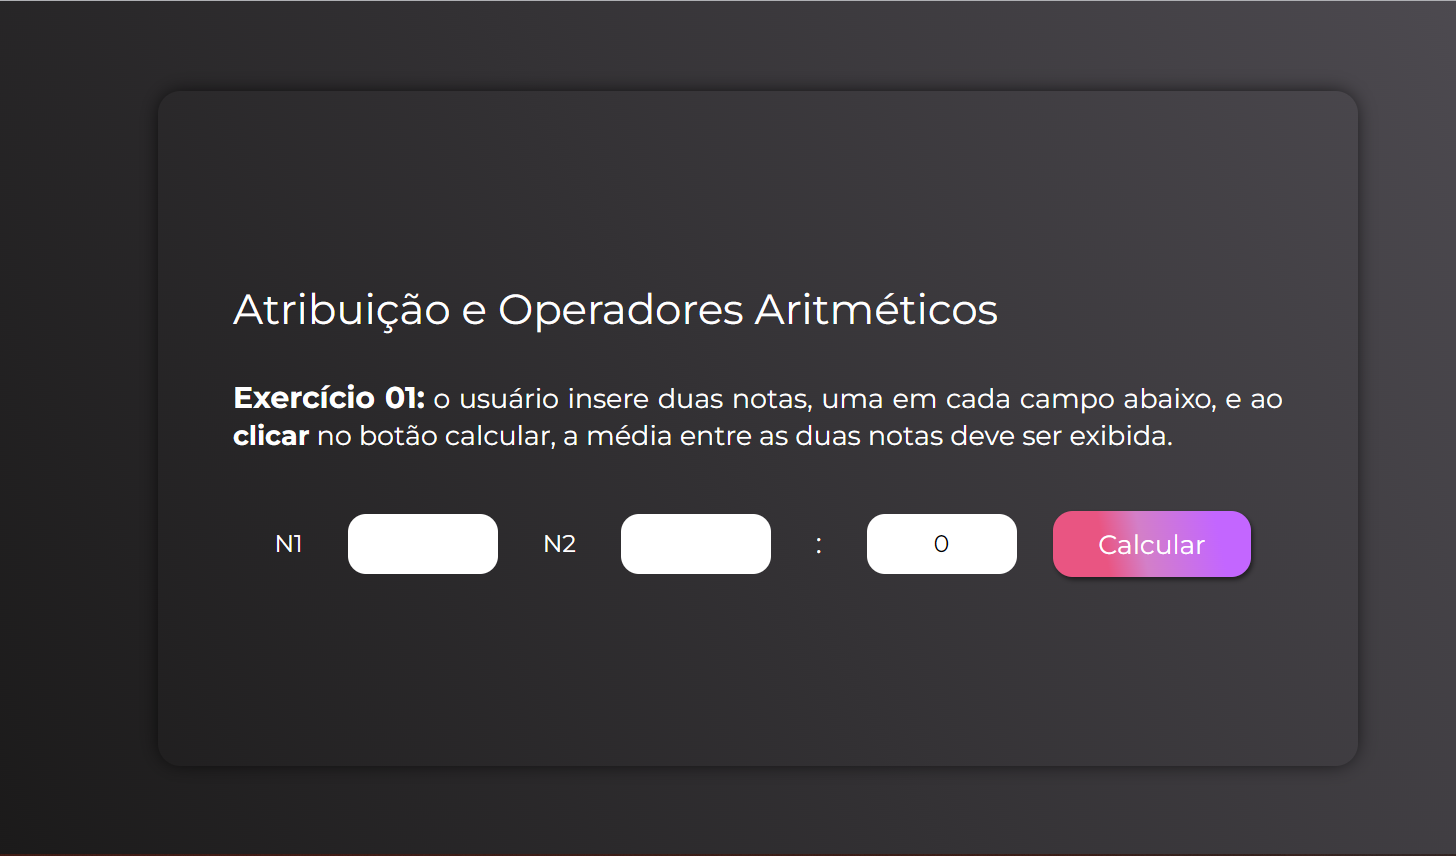 Atribuição e Operadores Aritméticos
Exercício 01: o usuário insere duas notas, uma em cada campo abaixo, e ao
clicar no botão calcular, a média entre as duas notas deve ser exibida.
N1 N2 : 0 Calcular